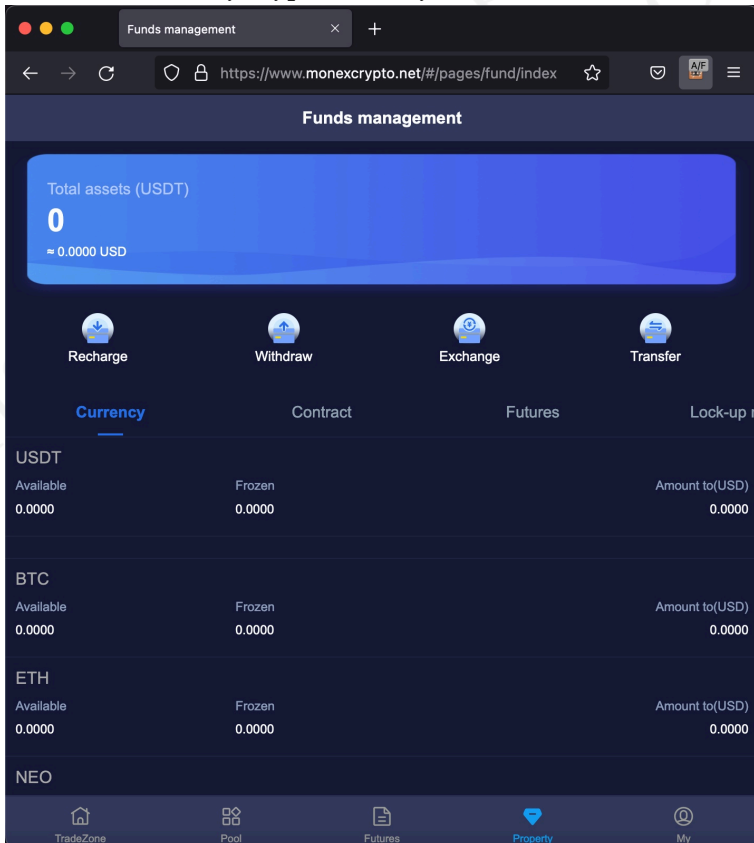 Funds management
https://www.monexcrypto.net/#/pages/fund/index
A/F
Funds management
Total assets (USDT)
0
≈ 0.0000 USD
Recharge Withdraw Exchange Transfer
Currency Contract Futures Lock-up
USDT
Available Frozen Amount to(USD)
0.0000 0.0000 0.0000
BTC
Available Frozen Amount to(USD)
0.0000 0.0000 0.0000
ETH
Available Frozen Amount to(USD)
0.0000 0.0000 0.0000
NEO
TradeZone Pool Futures Property My